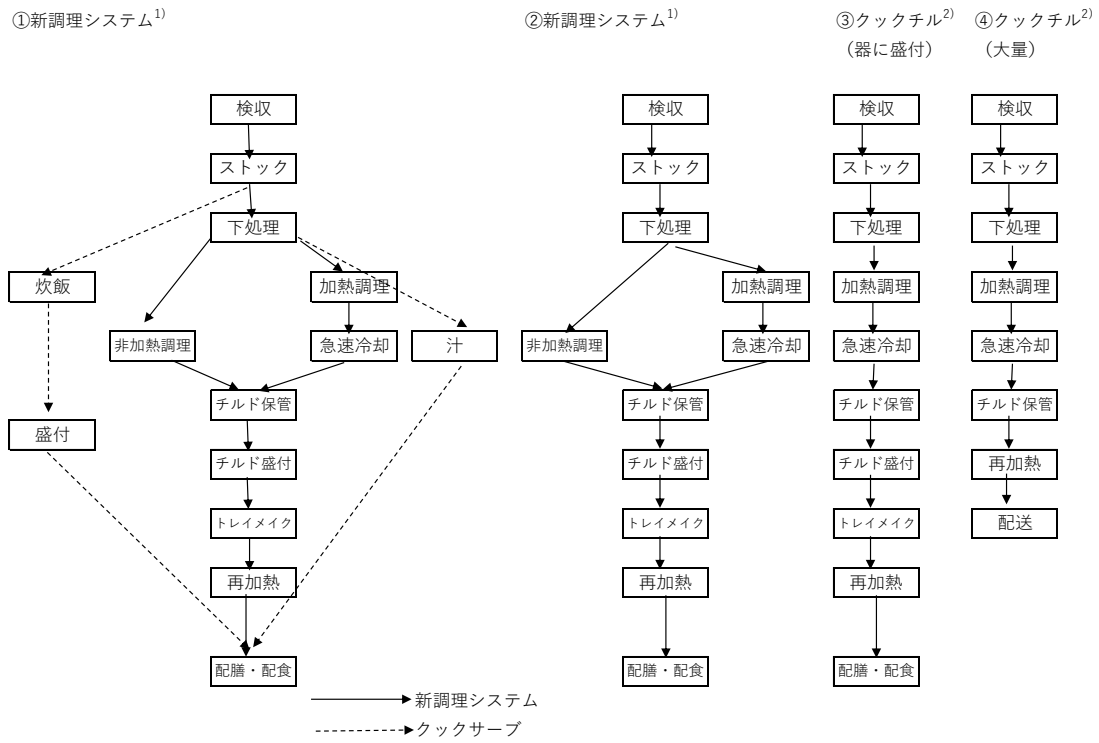 ①新調理システム1)
検収
ストック
下処理
炊飯
加熱調理
非加熱調理
急速冷却
汁
チルド保管
盛付
チルド盛付
トレイメイク
再加熱
配膳・配食
新調理システム
クックサーブ
②新調理システム1)
検収
ストック
下処理
加熱調理
非加熱調理
急速冷却
チルド保管
チルド盛付
トレイメイク
再加熱
配膳・配食
③クックチル2)
（器に盛付）
検収
ストック
下処理
加熱調理
急速冷却
チルド保管
チルド盛付
トレイメイク
再加熱
配膳・配食
④クックチル2)
（大量）
検収
ストック
下処理
加熱調理
急速冷却
チルド保管
再加熱
配送